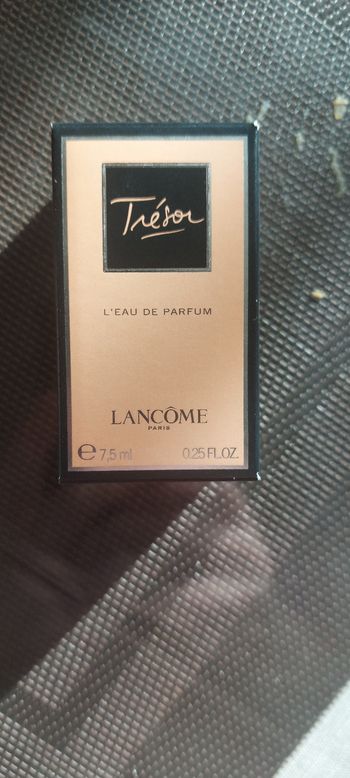 Trésor
L'EAU DE PARFUM
LANCÔME
PARIS
e 7,5 ml 0.25 FL.OZ.